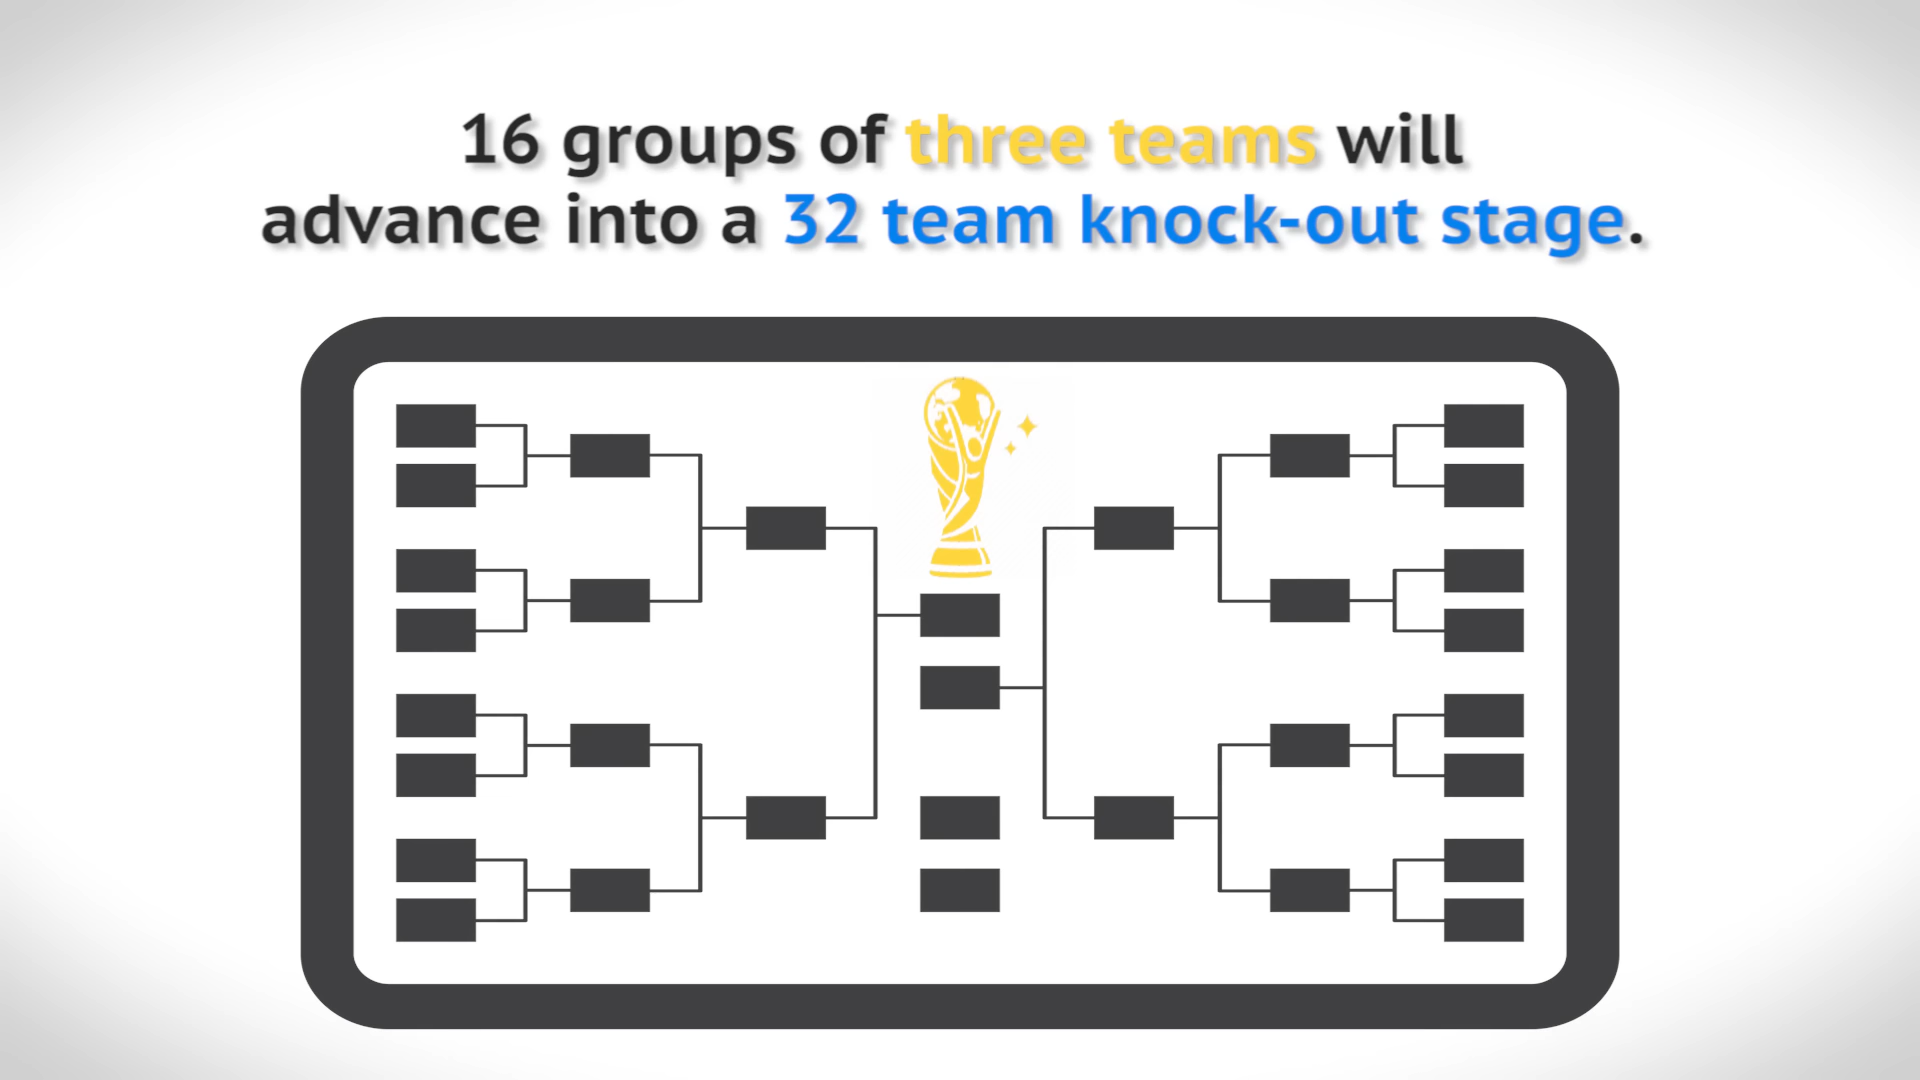 16 groups of three teams will
advance into a 32 team knock-out stage.